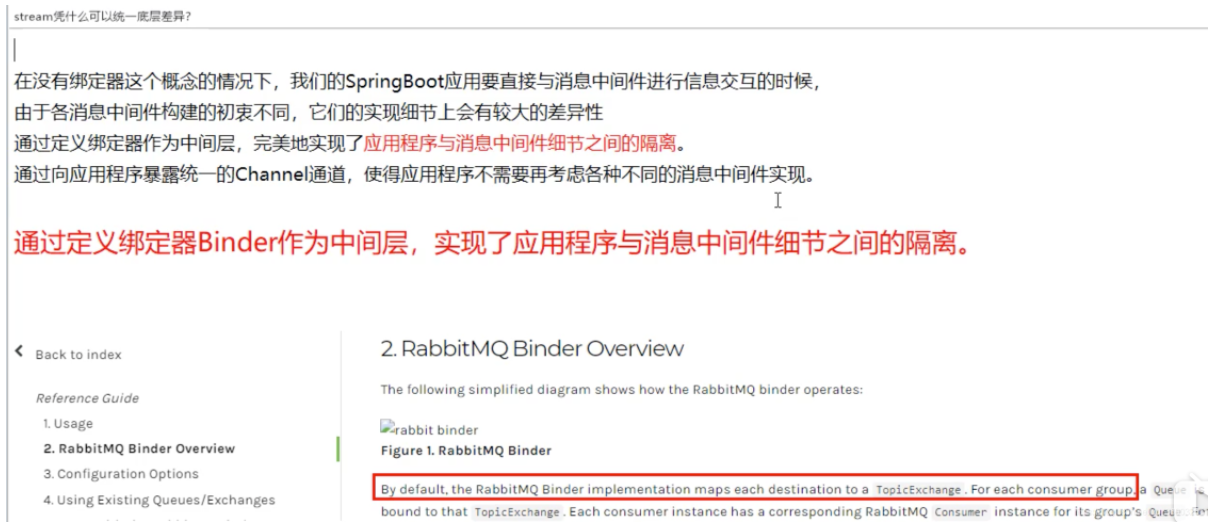 stream凭什么可以统一底层差异?
在没有绑定器这个概念的情况下，我们的SpringBoot应用要直接与消息中间件进行信息交互的时候，
由于各消息中间件构建的初衷不同，它们的实现细节上会有较大的差异性
通过定义绑定器作为中间层，完美地实现了应用程序与消息中间件细节之间的隔离。
通过向应用程序暴露统一的Channel通道，使得应用程序不需要再考虑各种不同的消息中间件实现。
通过定义绑定器Binder作为中间层，实现了应用程序与消息中间件细节之间的隔离。
Back to index
Reference Guide
1. Usage
2. RabbitMQ Binder Overview
3. Configuration Options
4. Using Existing Queues/Exchanges
2. RabbitMQ Binder Overview
The following simplified diagram shows how the RabbitMQ binder operates:
rabbit binder
Figure 1. RabbitMQ Binder
By default, the RabbitMQ Binder implementation maps each destination to a TopicExchange. For each consumer group, a Queue is
bound to that TopicExchange. Each consumer instance has a corresponding RabbitMQ Consumer instance for its group's Queue.